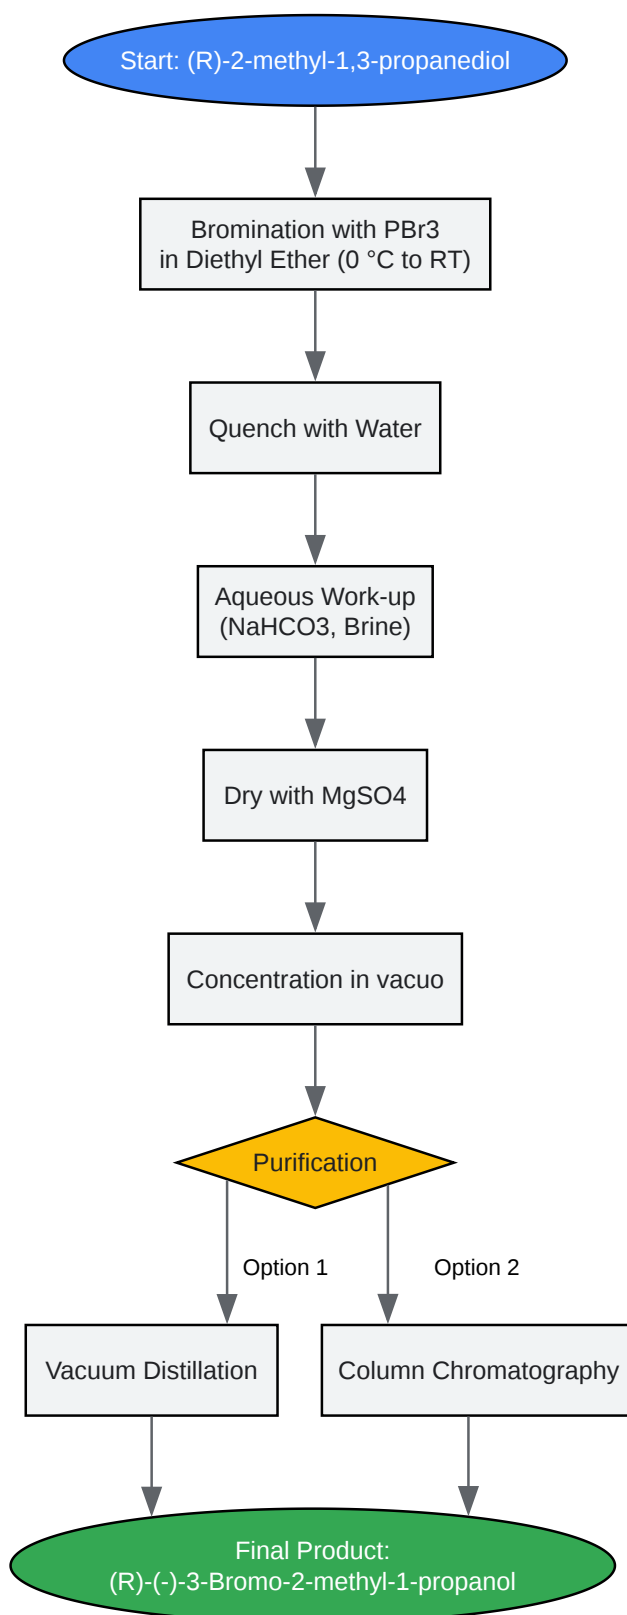 Start: (R)-2-methyl-1,3-propanediol
Bromination with PBr3
in Diethyl Ether (0 °C to RT)
Quench with Water
Aqueous Work-up
(NaHCO3, Brine)
Dry with MgSO4
Concentration in vacuo
Purification
Option 1
Option 2
Vacuum Distillation
Column Chromatography
Final Product:
(R)-(-)-3-Bromo-2-methyl-1-propanol